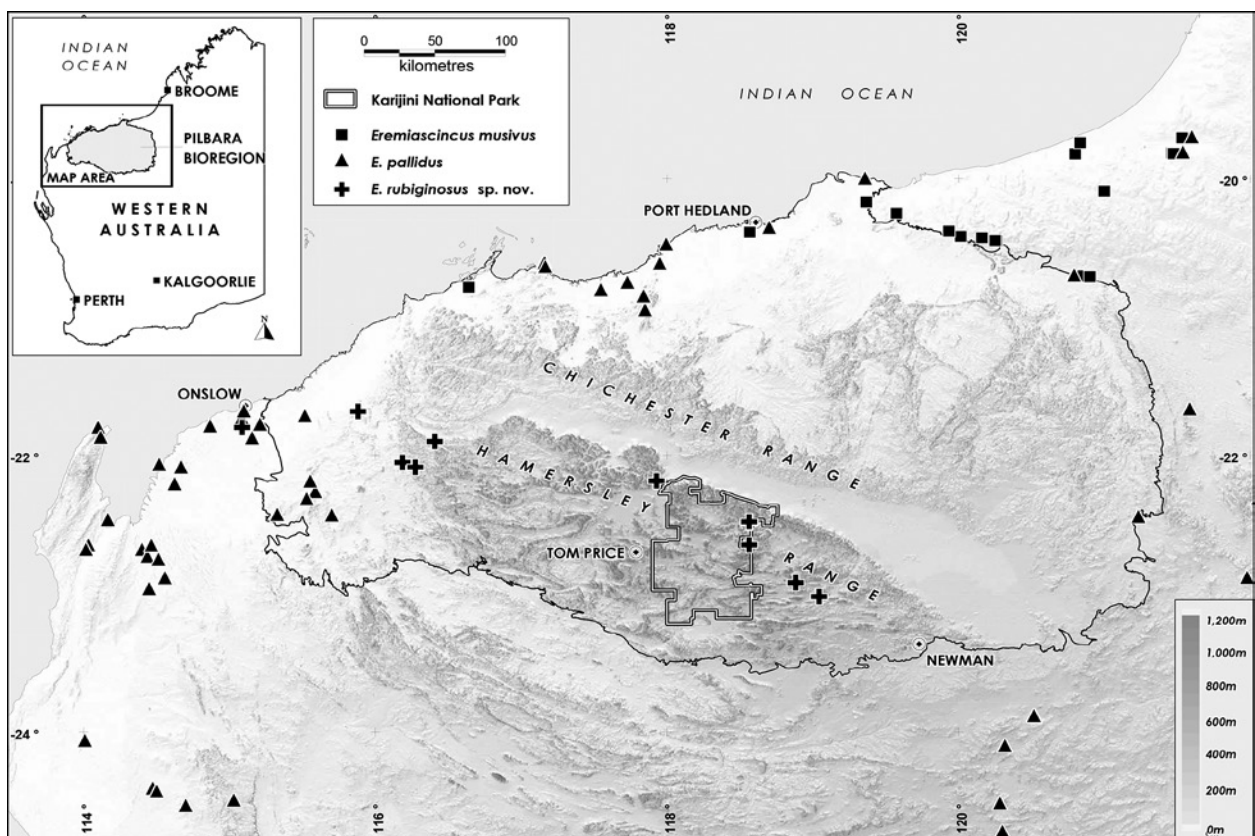 INDIAN
OCEAN
BROOME
PILBARA
BIOREGION
MAP AREA
WESTERN
AUSTRALIA
KALGOORLIE
PERTH
N
0 50 100
kilometres
Karijini National Park
Eremiascincus musivus
E. pallidus
E. rubiginosus sp. nov.
118
120
INDIAN OCEAN
-20°
-20°
PORT HEDLAND
CHICHESTER RANGE
ONSLOW
-22°
-22°
HAMERSLEY RANGE
TOM PRICE
NEWMAN
-24°
1,200m
1.000m
800m
600m
400m
200m
0m
114
116
118
120